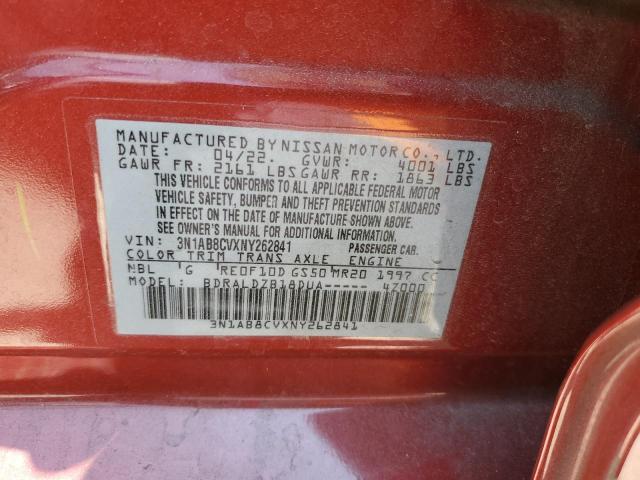 MANUFACTURED BY NISSAN MOTOR CO., LTD.
DATE: 04/22. GVWR: 4001 LBS
GAWR FR: 2161 LBS GAWR RR: 1863 LBS
THIS VEHICLE CONFORMS TO ALL APPLICABLE FEDERAL MOTOR
VEHICLE SAFETY, BUMPER AND THEFT PREVENTION STANDARDS
IN EFFECT ON THE DATE OF MANUFACTURE SHOWN ABOVE.
SEE OWNER'S MANUAL FOR ADDITIONAL INFORMATION.
VIN: 3N1AB8CVXNY262841 PASSENGER CAR.
COLOR TRIM TRANS AXLE ENGINE
NBL 'G RE0F10D GS50 MR20 1997 CC
MODEL: BDRALDZB18DUA----- 4Z000
3N1AB8CVXNY262841